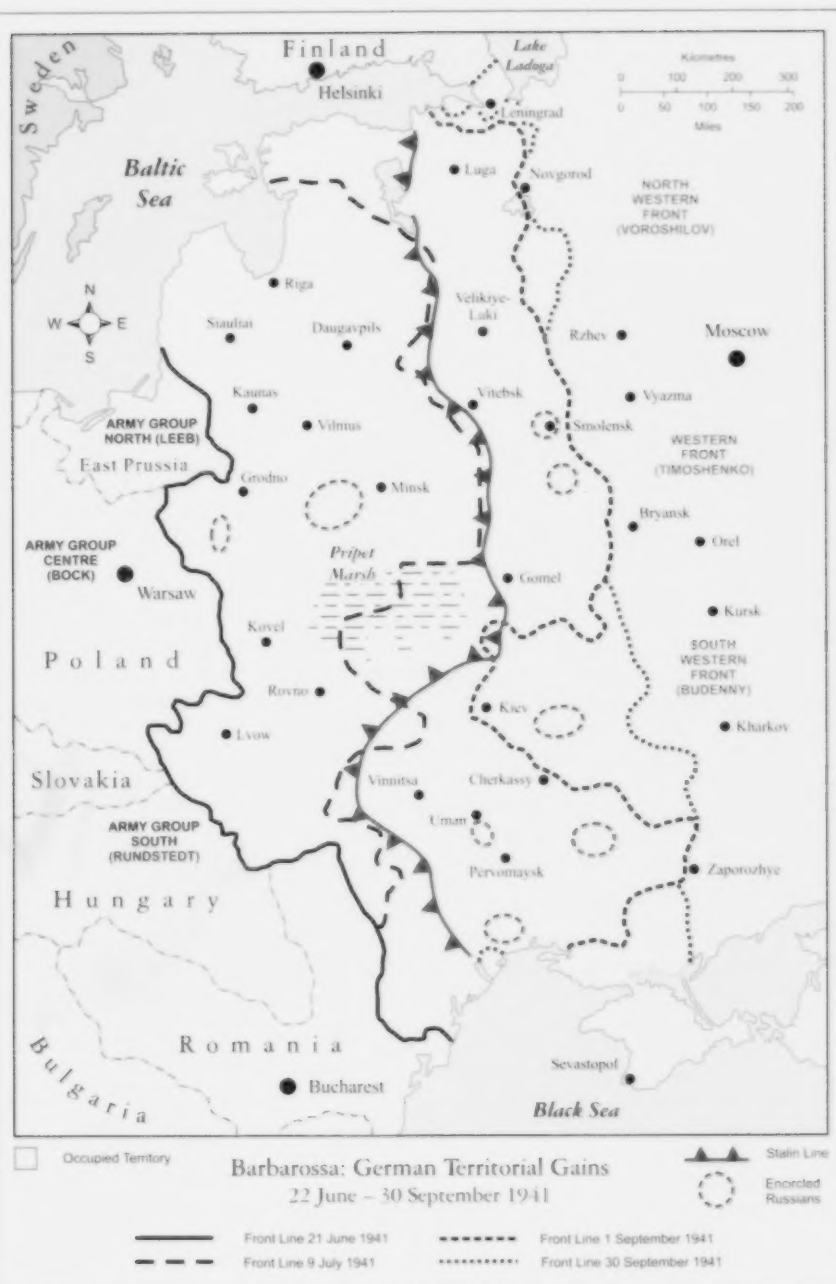 Sweden
Finland
Helsinki
Lake
Ladoga
Leningrad
Kilometres
0 100 200 300
0 50 100 150 200
Miles
Baltic
Sea
Luga
Novgorod
NORTH
WESTERN
FRONT
(VOROSHILOV)
Riga
N
W E
S
Siauliai
Daugavpils
Velikiye-
Luki
Rzhev
Moscow
Kaunas
Vilnius
Vitebsk
Smolensk
Vyazma
ARMY GROUP
NORTH (LEEB)
East Prussia
WESTERN
FRONT
(TIMOSHENKO)
Grodno
Minsk
Bryansk
Orel
ARMY GROUP
CENTRE
(BOCK)
Warsaw
Pripet
Marsh
Gomel
Kursk
Poland
Kovel
Rovno
SOUTH
WESTERN
FRONT
(BUDENNY)
Lvow
Kiev
Kharkov
Slovakia
Vinnitsa
Cherkassy
ARMY GROUP
SOUTH
(RUNDSTEDT)
Uman
Pervomaysk
Zaporozhye
Hungary
Romania
Bulgaria
Bucharest
Sevastopol
Black Sea
Occupied Territory
Barbarossa: German Territorial Gains
22 June – 30 September 1941
Stalin Line
Encircled
Russians
Front Line 21 June 1941
Front Line 1 September 1941
Front Line 9 July 1941
Front Line 30 September 1941